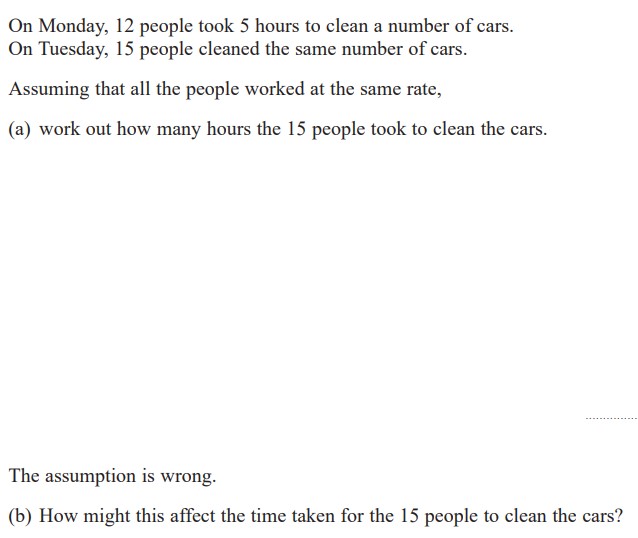 On Monday, 12 people took 5 hours to clean a number of cars.
On Tuesday, 15 people cleaned the same number of cars.
Assuming that all the people worked at the same rate,
(a) work out how many hours the 15 people took to clean the cars.
The assumption is wrong.
(b) How might this affect the time taken for the 15 people to clean the cars?